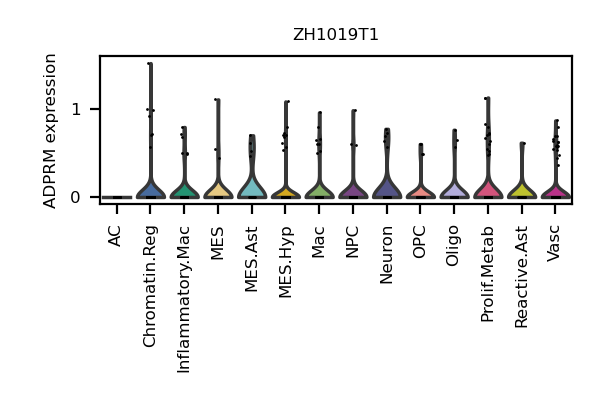 ZH1019T1
ADPRM expression
1
0
AC
Chromatin.Reg
Inflammatory.Mac
MES
MES.Ast
MES.Hyp
Mac
NPC
Neuron
OPC
Oligo
Prolif.Metab
Reactive.Ast
Vasc